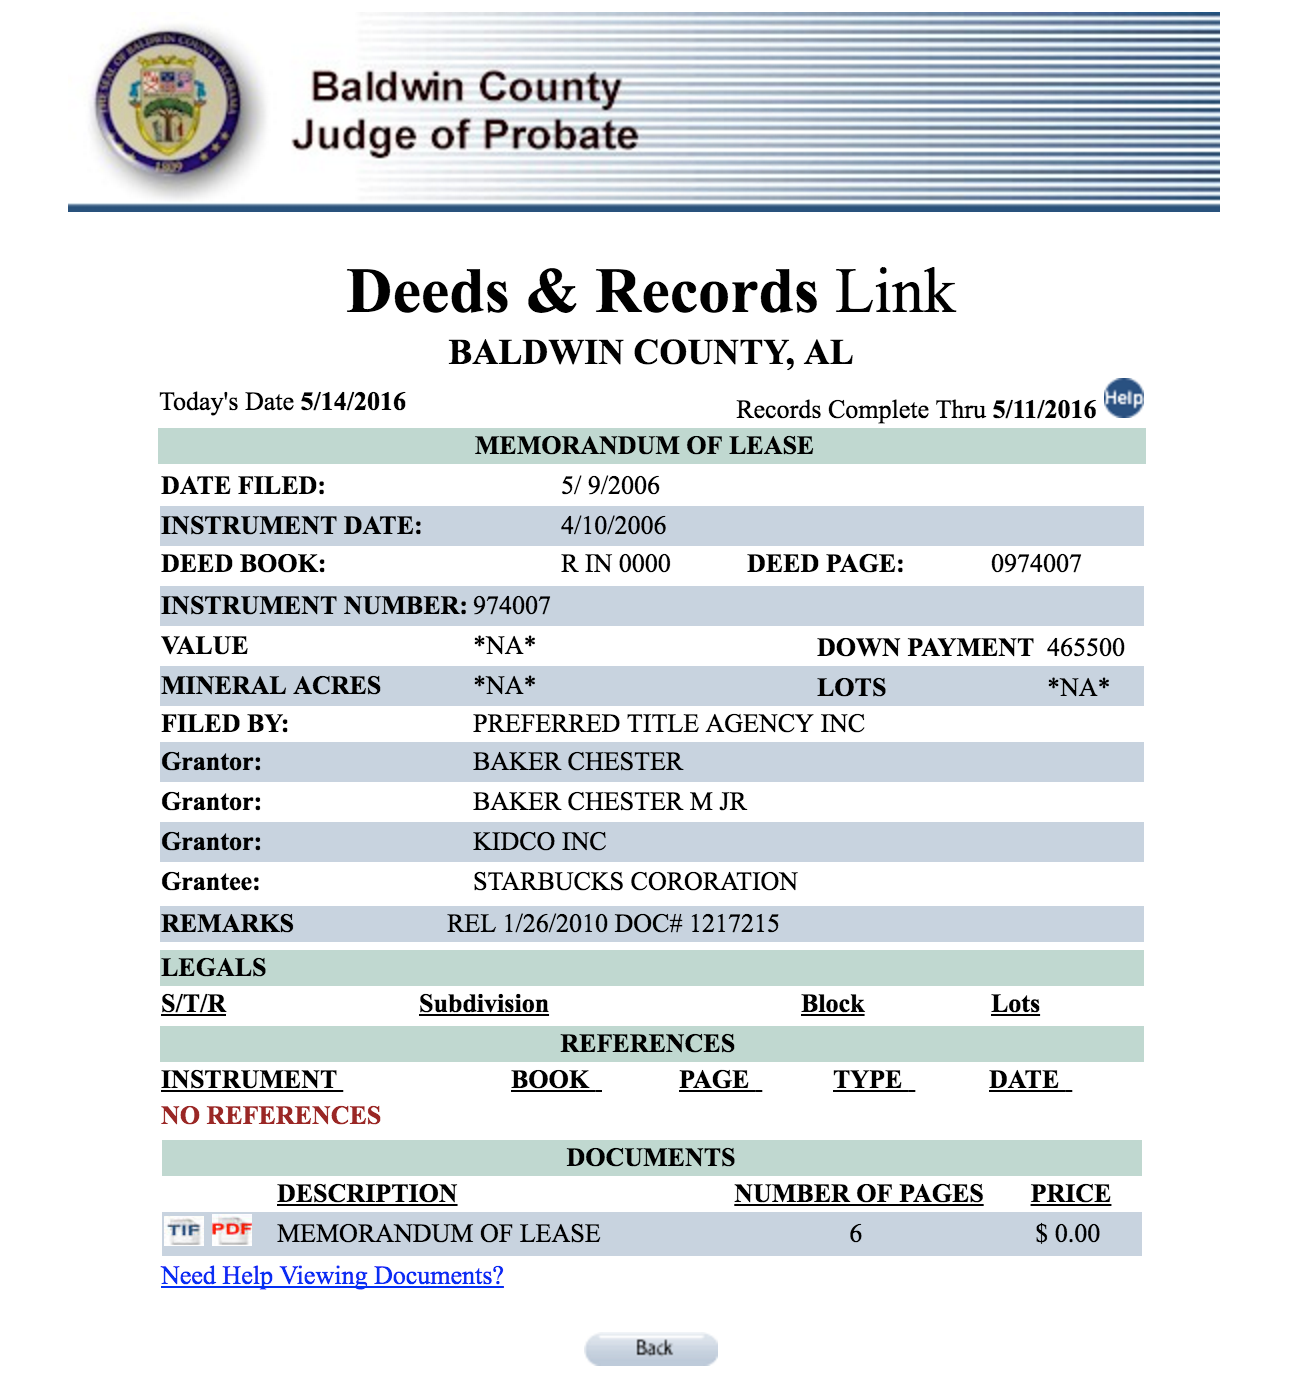 THE SEAL OF BALDWIN COUNTY ALABAMA
1809
Baldwin County
Judge of Probate
Deeds & Records Link
BALDWIN COUNTY, AL
Today's Date 5/14/2016
Records Complete Thru 5/11/2016 Help
MEMORANDUM OF LEASE
DATE FILED: 5/ 9/2006
INSTRUMENT DATE: 4/10/2006
DEED BOOK: R IN 0000 DEED PAGE: 0974007
INSTRUMENT NUMBER: 974007
VALUE *NA* DOWN PAYMENT 465500
MINERAL ACRES *NA* LOTS *NA*
FILED BY: PREFERRED TITLE AGENCY INC
Grantor: BAKER CHESTER
Grantor: BAKER CHESTER M JR
Grantor: KIDCO INC
Grantee: STARBUCKS CORORATION
REMARKS REL 1/26/2010 DOC# 1217215
LEGALS
S/T/R Subdivision Block Lots
REFERENCES
INSTRUMENT BOOK PAGE TYPE DATE
NO REFERENCES
DOCUMENTS
DESCRIPTION NUMBER OF PAGES PRICE
TIF PDF MEMORANDUM OF LEASE 6 $ 0.00
Need Help Viewing Documents?
Back